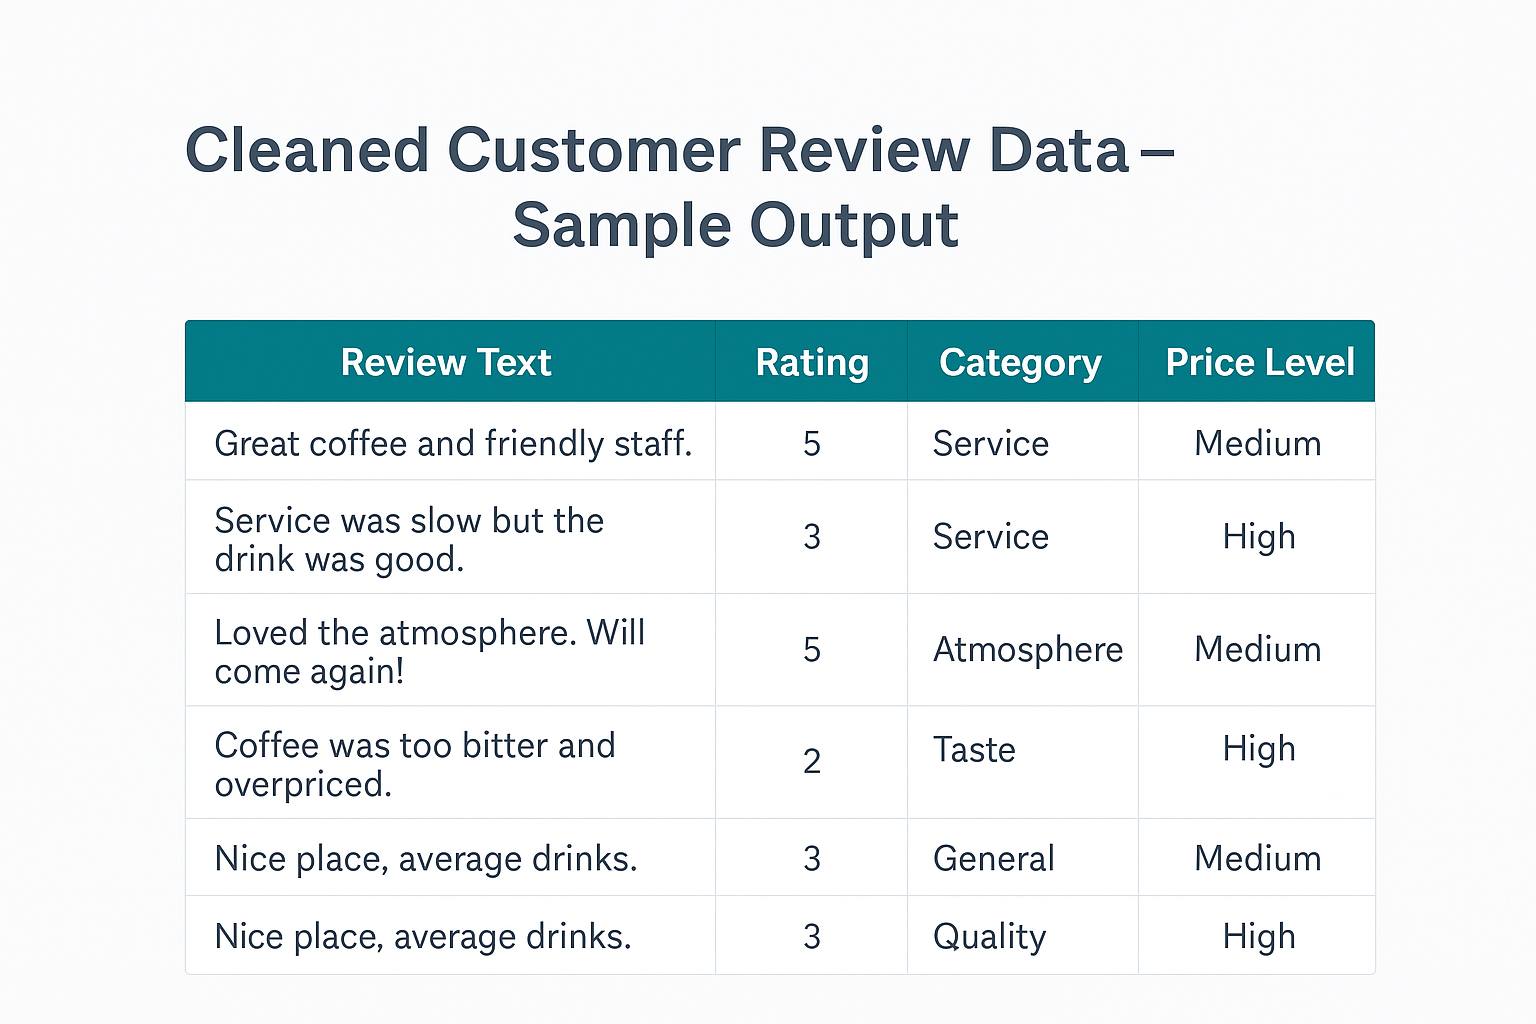 Cleaned Customer Review Data –
Sample Output
Review Text Rating Category Price Level
Great coffee and friendly staff. 5 Service Medium
Service was slow but the
drink was good. 3 Service High
Loved the atmosphere. Will
come again! 5 Atmosphere Medium
Coffee was too bitter and
overpriced. 2 Taste High
Nice place, average drinks. 3 General Medium
Nice place, average drinks. 3 Quality High